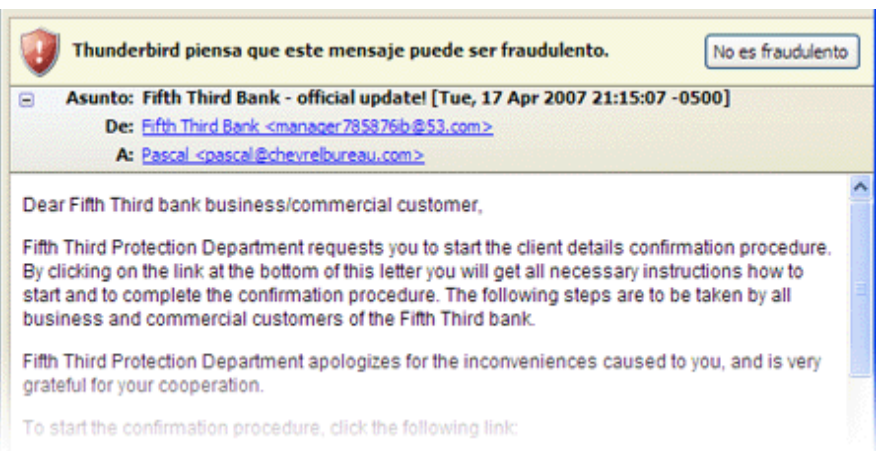 Thunderbird piensa que este mensaje puede ser fraudulento.
No es fraudulento
Asunto: Fifth Third Bank - official update! [Tue, 17 Apr 2007 21:15:07 -0500]
De: Fifth Third Bank <manager785876ib@53.com>
A: Pascal <pascal@chevrelbureau.com>
Dear Fifth Third bank business/commercial customer,
Fifth Third Protection Department requests you to start the client details confirmation procedure.
By clicking on the link at the bottom of this letter you will get all necessary instructions how to
start and to complete the confirmation procedure. The following steps are to be taken by all
business and commercial customers of the Fifth Third bank.
Fifth Third Protection Department apologizes for the inconveniences caused to you, and is very
grateful for your cooperation.
To start the confirmation procedure, click the following link: